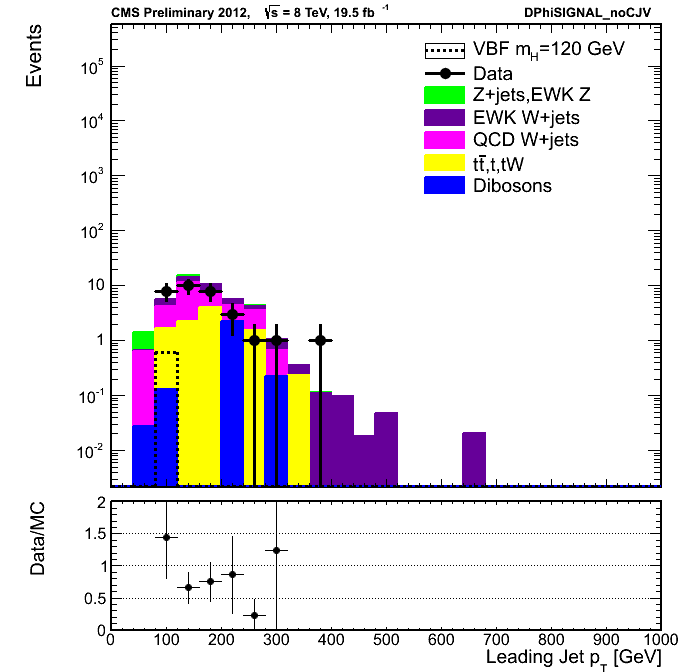 CMS Preliminary 2012, √s = 8 TeV, 19.5 fb⁻¹ DPhiSIGNAL_noCJV
Events
VBF m_H=120 GeV
Data
Z+jets,EWK Z
EWK W+jets
QCD W+jets
tt̄,t,tW
Dibosons
10⁵
10⁴
10³
10²
10
1
10⁻¹
10⁻²
Data/MC
2
1.5
1
0.5
0
0 100 200 300 400 500 600 700 800 900 1000
Leading Jet p_T [GeV]